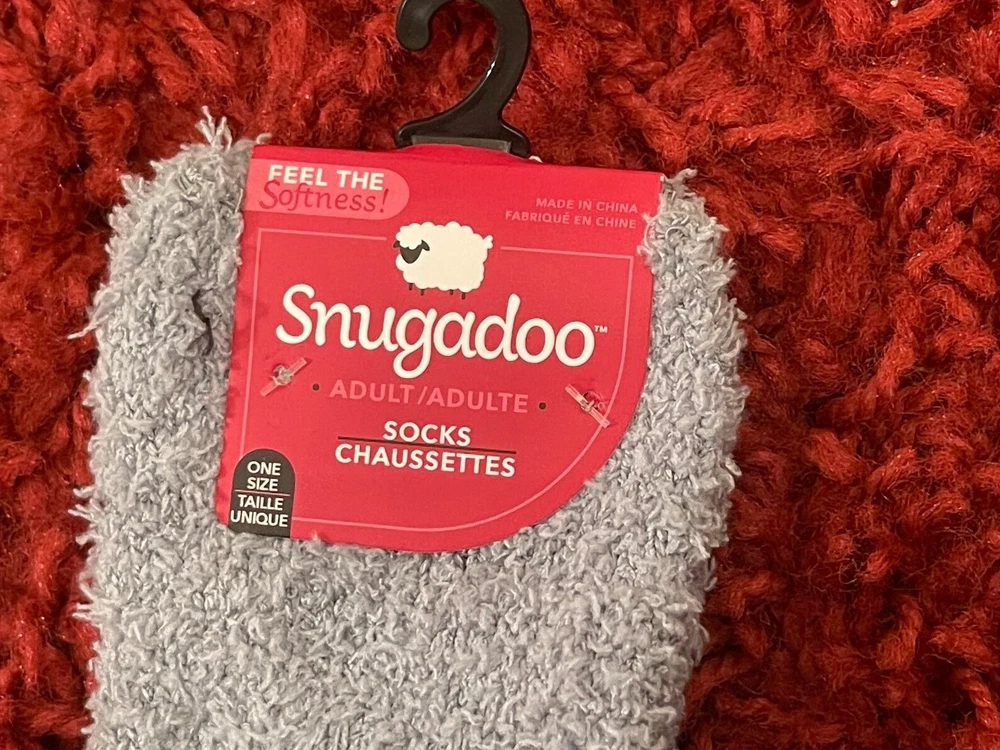 FEEL THE
Softness!
MADE IN CHINA
FABRIQUÉ EN CHINE
Snugadoo™
• ADULT/ADULTE •
SOCKS
CHAUSSETTES
ONE
SIZE
TAILLE
UNIQUE